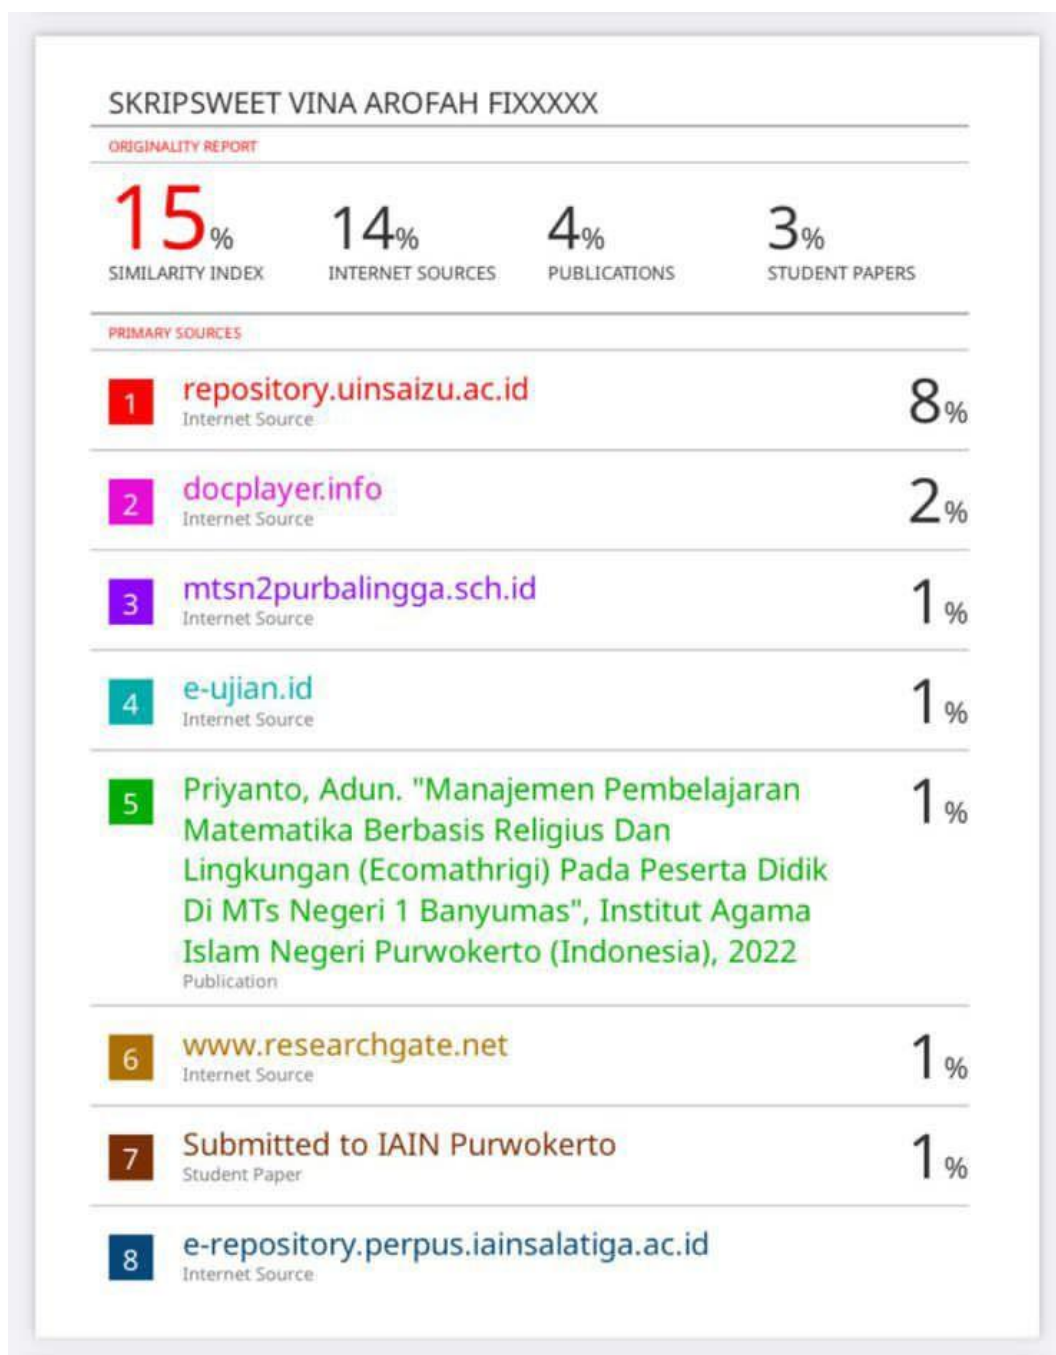 SKRIPSWEET VINA AROFAH FIXXXXX
ORIGINALITY REPORT
15% 14% 4% 3%
SIMILARITY INDEX INTERNET SOURCES PUBLICATIONS STUDENT PAPERS
PRIMARY SOURCES
1 repository.uinsaizu.ac.id 8%
Internet Source
2 docplayer.info 2%
Internet Source
3 mtsn2purbalingga.sch.id 1%
Internet Source
4 e-ujian.id 1%
Internet Source
5 Priyanto, Adun. "Manajemen Pembelajaran 1%
Matematika Berbasis Religius Dan
Lingkungan (Ecomathrigi) Pada Peserta Didik
Di MTs Negeri 1 Banyumas", Institut Agama
Islam Negeri Purwokerto (Indonesia), 2022
Publication
6 www.researchgate.net 1%
Internet Source
7 Submitted to IAIN Purwokerto 1%
Student Paper
8 e-repository.perpus.iainsalatiga.ac.id
Internet Source